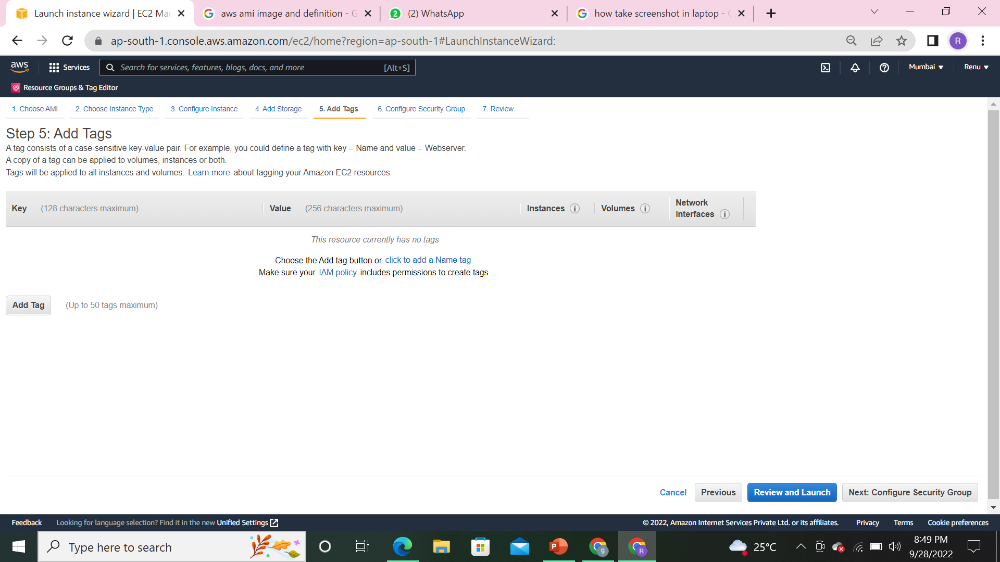 Launch instance wizard | EC2 Ma
aws ami image and definition - G
(2) WhatsApp
how take screenshot in laptop -
ap-south-1.console.aws.amazon.com/ec2/home?region=ap-south-1#LaunchInstanceWizard:
R
aws
Services
Search for services, features, blogs, docs, and more
[Alt+S]
Mumbai
Renu
Resource Groups & Tag Editor
1. Choose AMI
2. Choose Instance Type
3. Configure Instance
4. Add Storage
5. Add Tags
6. Configure Security Group
7. Review
Step 5: Add Tags
A tag consists of a case-sensitive key-value pair. For example, you could define a tag with key = Name and value = Webserver.
A copy of a tag can be applied to volumes, instances or both.
Tags will be applied to all instances and volumes. Learn more about tagging your Amazon EC2 resources.
Key (128 characters maximum)
Value (256 characters maximum)
Instances
Volumes
Network
Interfaces
This resource currently has no tags
Choose the Add tag button or click to add a Name tag.
Make sure your IAM policy includes permissions to create tags.
Add Tag
(Up to 50 tags maximum)
Cancel
Previous
Review and Launch
Next: Configure Security Group
Feedback
Looking for language selection? Find it in the new Unified Settings
© 2022, Amazon Internet Services Private Ltd. or its affiliates.
Privacy
Terms
Cookie preferences
Type here to search
25°C
8:49 PM
9/28/2022